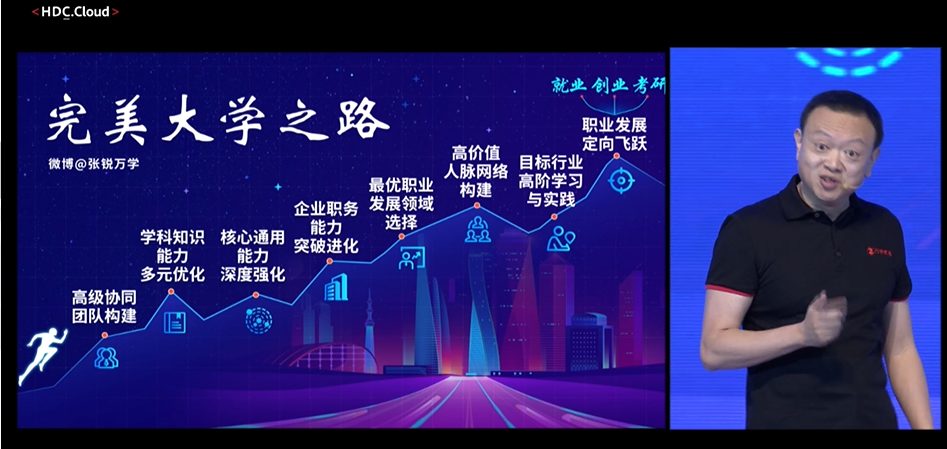 <HDC.Cloud>
完美大学之路
微博@张锐万学
就业 创业 考研
职业发展
定向飞跃
高价值
人脉网络
构建
目标行业
高阶学习
与实践
最优职业
发展领域
选择
企业职务
能力
突破进化
学科知识
能力
多元优化
核心通用
能力
深度强化
高级协同
团队构建